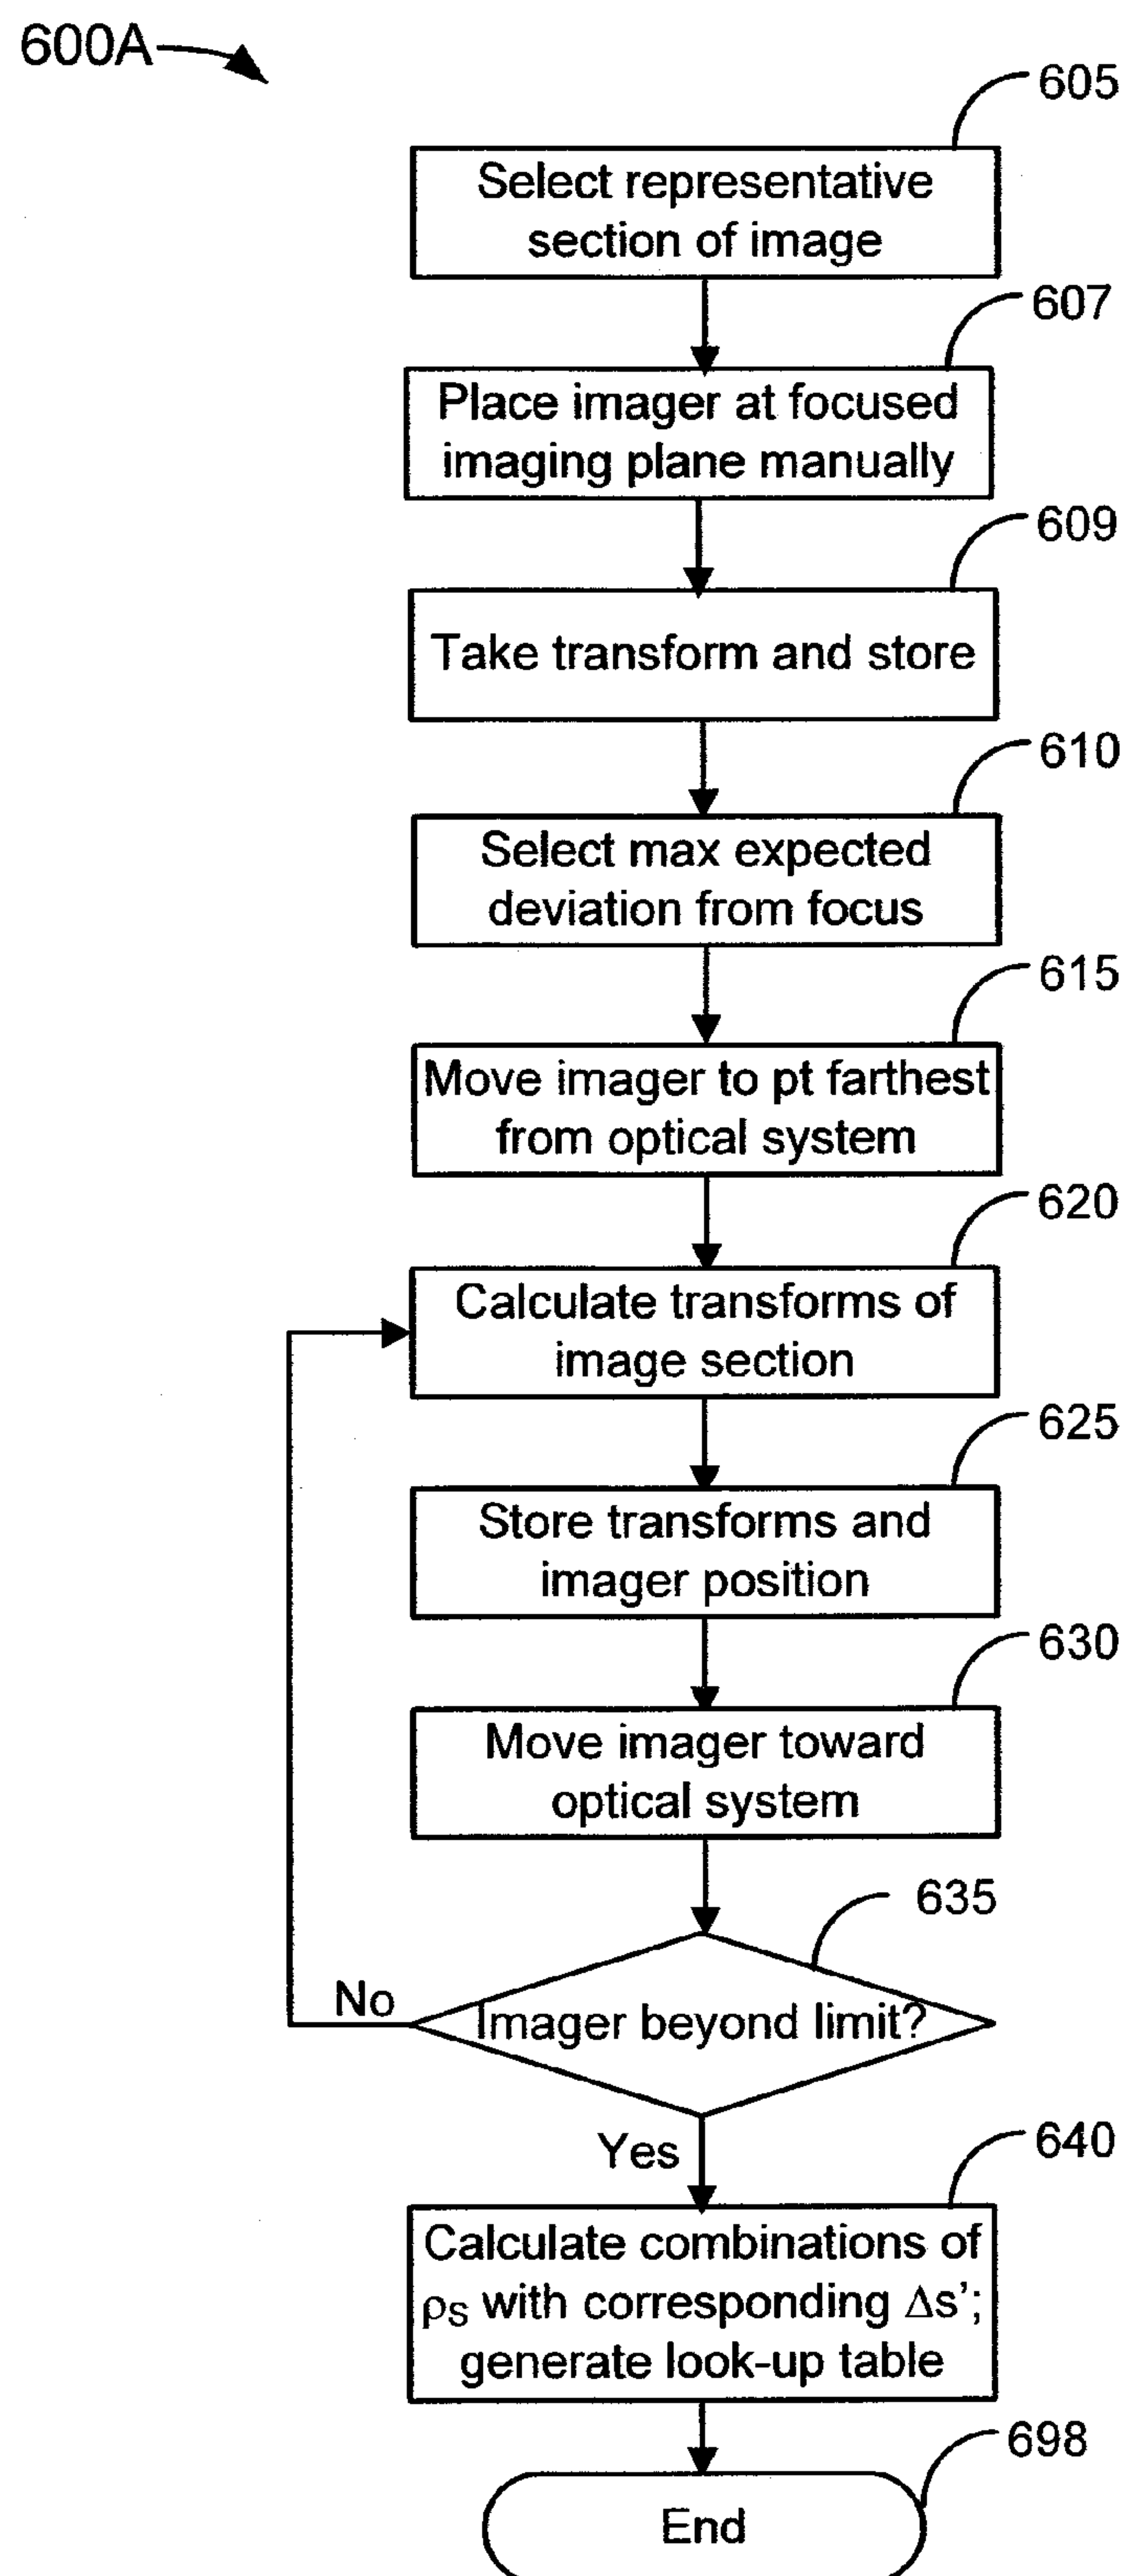 600A
605
Select representative
section of image
607
Place imager at focused
imaging plane manually
609
Take transform and store
610
Select max expected
deviation from focus
615
Move imager to pt farthest
from optical system
620
Calculate transforms of
image section
625
Store transforms and
imager position
630
Move imager toward
optical system
635
Imager beyond limit?
No
Yes
640
Calculate combinations of
ρs with corresponding Δs’;
generate look-up table
698
End